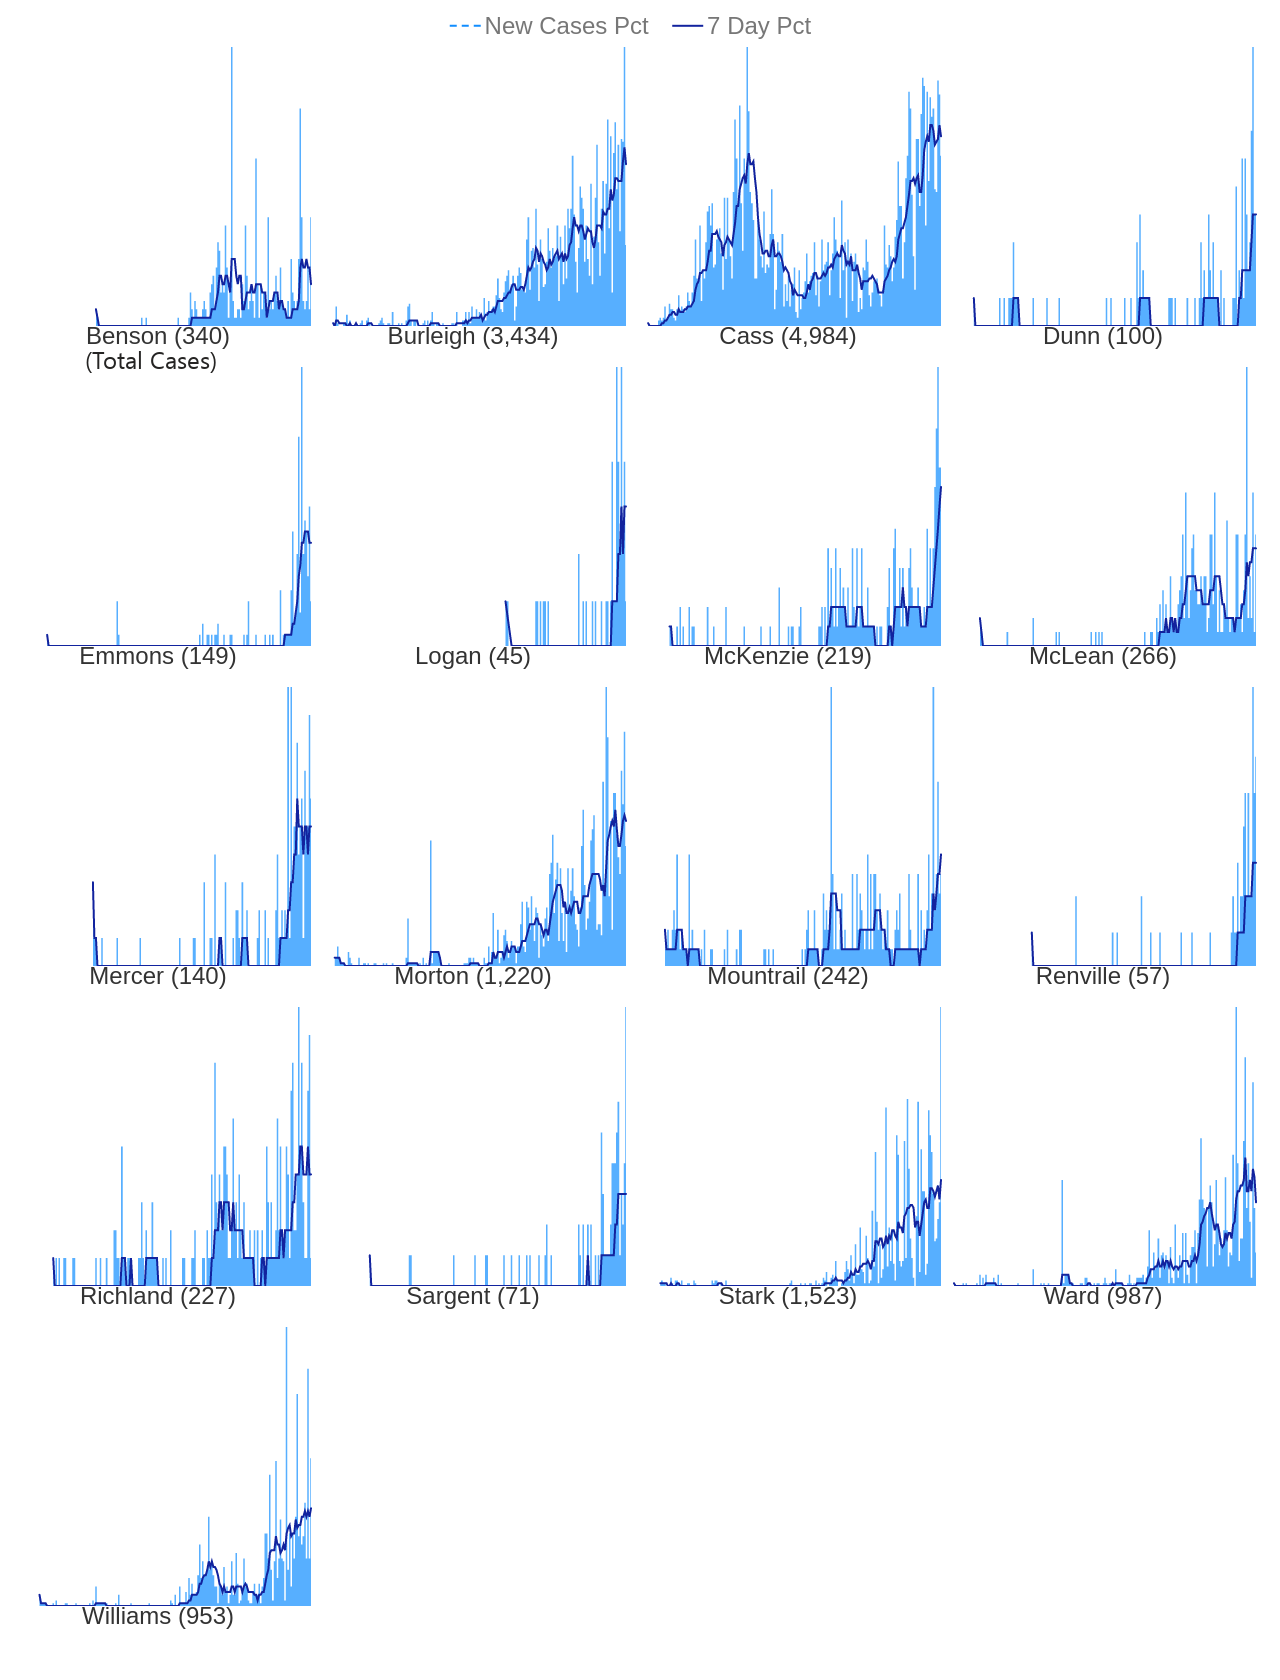 New Cases Pct 7 Day Pct
Benson (340) Burleigh (3,434) Cass (4,984) Dunn (100)
(Total Cases)
Emmons (149) Logan (45) McKenzie (219) McLean (266)
Mercer (140) Morton (1,220) Mountrail (242) Renville (57)
Richland (227) Sargent (71) Stark (1,523) Ward (987)
Williams (953)